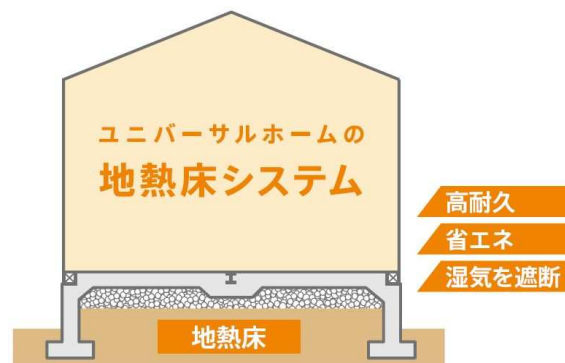 ユニバーサルホームの
地熱床システム
高耐久
省エネ
湿気を遮断
地熱床